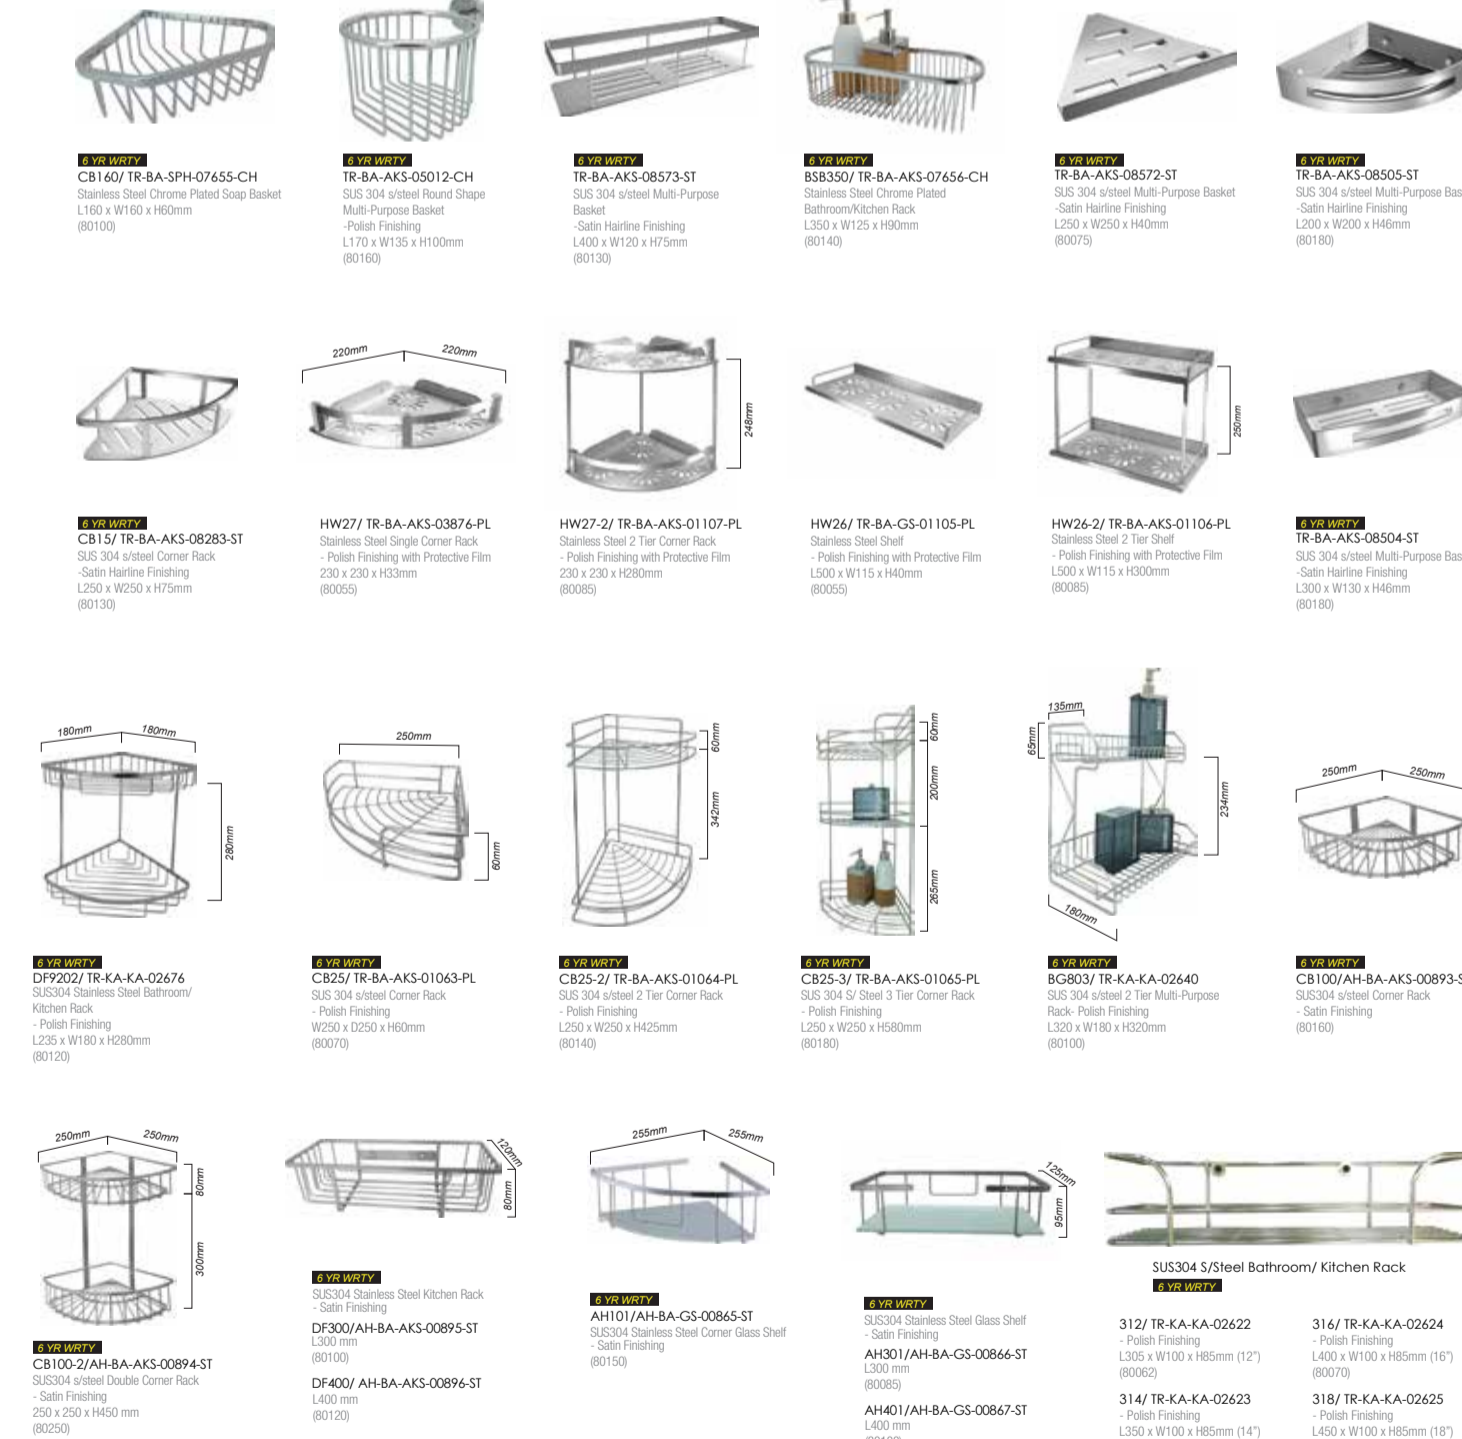 6 YR WRTY
CB160/ TR-BA-SPH-07655-CH
Stainless Steel Chrome Plated Soap Basket
L160 x W160 x H60mm
(80100)
6 YR WRTY
TR-BA-AKS-05012-CH
SUS 304 s/steel Round Shape
Multi-Purpose Basket
-Polish Finishing
L170 x W135 x H100mm
(80160)
6 YR WRTY
TR-BA-AKS-08573-ST
SUS 304 s/steel Multi-Purpose
Basket
-Satin Hairline Finishing
L400 x W120 x H75mm
(80130)
6 YR WRTY
BSB350/ TR-BA-AKS-07656-CH
Stainless Steel Chrome Plated
Bathroom/Kitchen Rack
L350 x W125 x H90mm
(80140)
6 YR WRTY
TR-BA-AKS-08572-ST
SUS 304 s/steel Multi-Purpose Basket
-Satin Hairline Finishing
L250 x W250 x H40mm
(80075)
6 YR WRTY
TR-BA-AKS-08505-ST
SUS 304 s/steel Multi-Purpose Bas
-Satin Hairline Finishing
L200 x W200 x H46mm
(80180)
6 YR WRTY
CB15/ TR-BA-AKS-08283-ST
SUS 304 s/steel Corner Rack
-Satin Hairline Finishing
L250 x W250 x H75mm
(80130)
220mm
220mm
HW27/ TR-BA-AKS-03876-PL
Stainless Steel Single Corner Rack
- Polish Finishing with Protective Film
230 x 230 x H33mm
(80055)
248mm
HW27-2/ TR-BA-AKS-01107-PL
Stainless Steel 2 Tier Corner Rack
- Polish Finishing with Protective Film
230 x 230 x H280mm
(80085)
HW26/ TR-BA-GS-01105-PL
Stainless Steel Shelf
- Polish Finishing with Protective Film
L500 x W115 x H40mm
(80055)
250mm
HW26-2/ TR-BA-AKS-01106-PL
Stainless Steel 2 Tier Shelf
- Polish Finishing with Protective Film
L500 x W115 x H300mm
(80085)
6 YR WRTY
TR-BA-AKS-08504-ST
SUS 304 s/steel Multi-Purpose Bas
-Satin Hairline Finishing
L300 x W130 x H46mm
(80180)
180mm
180mm
280mm
6 YR WRTY
DF9202/ TR-KA-KA-02676
SUS304 Stainless Steel Bathroom/
Kitchen Rack
- Polish Finishing
L235 x W180 x H280mm
(80120)
250mm
60mm
6 YR WRTY
CB25/ TR-BA-AKS-01063-PL
SUS 304 s/steel Corner Rack
- Polish Finishing
W250 x D250 x H60mm
(80070)
60mm
342mm
6 YR WRTY
CB25-2/ TR-BA-AKS-01064-PL
SUS 304 s/steel 2 Tier Corner Rack
- Polish Finishing
L250 x W250 x H425mm
(80140)
60mm
200mm
265mm
6 YR WRTY
CB25-3/ TR-BA-AKS-01065-PL
SUS 304 S/ Steel 3 Tier Corner Rack
- Polish Finishing
L250 x W250 x H580mm
(80180)
135mm
65mm
234mm
180mm
6 YR WRTY
BG803/ TR-KA-KA-02640
SUS 304 s/steel 2 Tier Multi-Purpose
Rack- Polish Finishing
L320 x W180 x H320mm
(80100)
250mm
250mm
6 YR WRTY
CB100/AH-BA-AKS-00893-S
SUS304 s/steel Corner Rack
- Satin Finishing
(80160)
250mm
250mm
80mm
300mm
6 YR WRTY
CB100-2/AH-BA-AKS-00894-ST
SUS304 s/steel Double Corner Rack
- Satin Finishing
250 x 250 x H450 mm
(80250)
120mm
80mm
6 YR WRTY
SUS304 Stainless Steel Kitchen Rack
- Satin Finishing
DF300/AH-BA-AKS-00895-ST
L300 mm
(80100)
DF400/ AH-BA-AKS-00896-ST
L400 mm
(80120)
255mm
255mm
6 YR WRTY
AH101/AH-BA-GS-00865-ST
SUS304 Stainless Steel Corner Glass Shelf
- Satin Finishing
(80150)
125mm
95mm
6 YR WRTY
SUS304 Stainless Steel Glass Shelf
- Satin Finishing
AH301/AH-BA-GS-00866-ST
L300 mm
(80085)
AH401/AH-BA-GS-00867-ST
L400 mm
SUS304 S/Steel Bathroom/ Kitchen Rack
6 YR WRTY
312/ TR-KA-KA-02622
- Polish Finishing
L305 x W100 x H85mm (12")
(80062)
314/ TR-KA-KA-02623
- Polish Finishing
L350 x W100 x H85mm (14")
316/ TR-KA-KA-02624
- Polish Finishing
L400 x W100 x H85mm (16")
(80070)
318/ TR-KA-KA-02625
- Polish Finishing
L450 x W100 x H85mm (18")